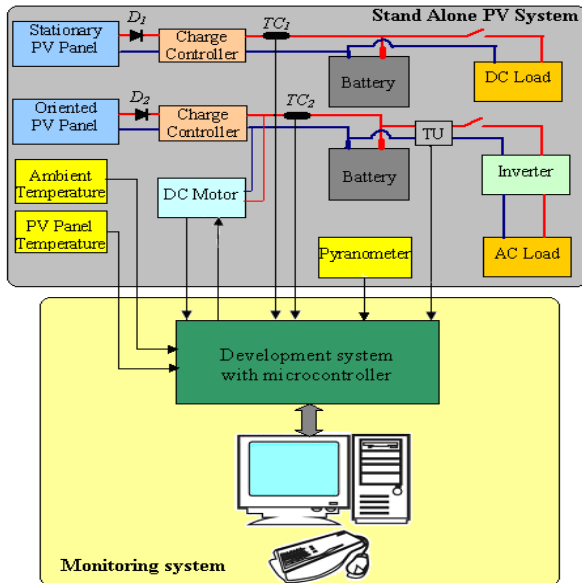 Stand Alone PV System
Stationary
PV Panel
D1
Charge
Controller
TC1
Battery
DC Load
Oriented
PV Panel
D2
Charge
Controller
TC2
Battery
TU
Inverter
AC Load
Ambient
Temperature
PV Panel
Temperature
DC Motor
Pyranometer
Development system
with microcontroller
Monitoring system